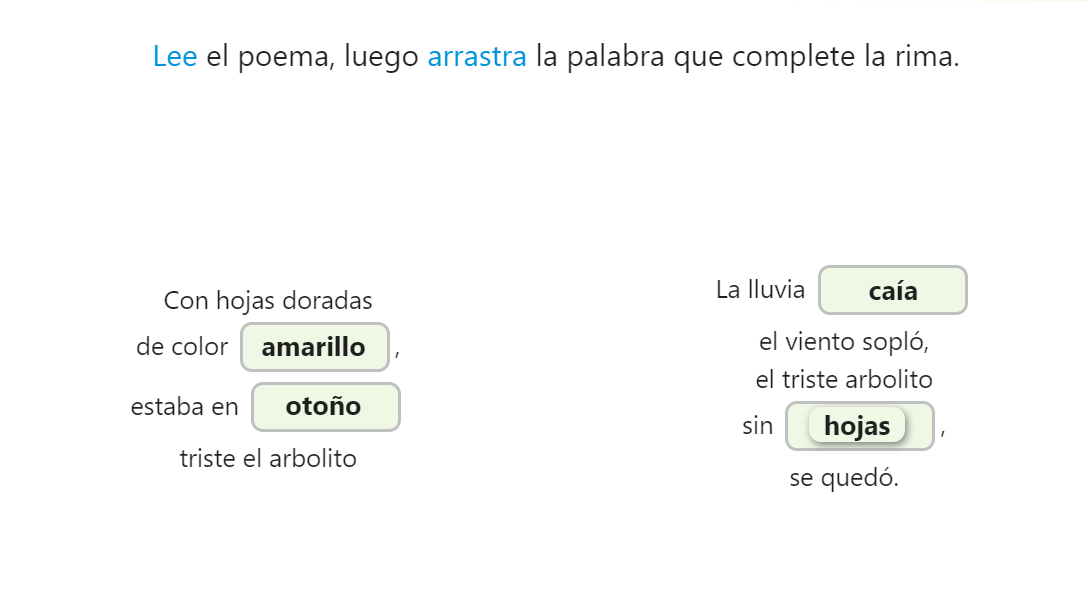 Lee el poema, luego arrastra la palabra que complete la rima.
Con hojas doradas
de color amarillo,
estaba en otoño
triste el arbolito
La lluvia caía
el viento sopló,
el triste arbolito
sin hojas,
se quedó.